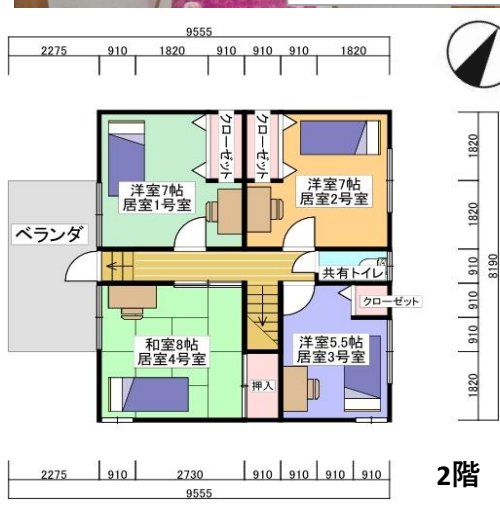 9555
2275 910 1820 910 910 910 1820
クローゼット
クローゼット
1820
洋室7帖
居室1号室
洋室7帖
居室2号室
1820
ベランダ
8190
910
共有トイレ
910
クローゼット
910
和室8帖
居室4号室
洋室5.5帖
居室3号室
押入
1820
2275 910 2730 910 910 910 910
9555
2階